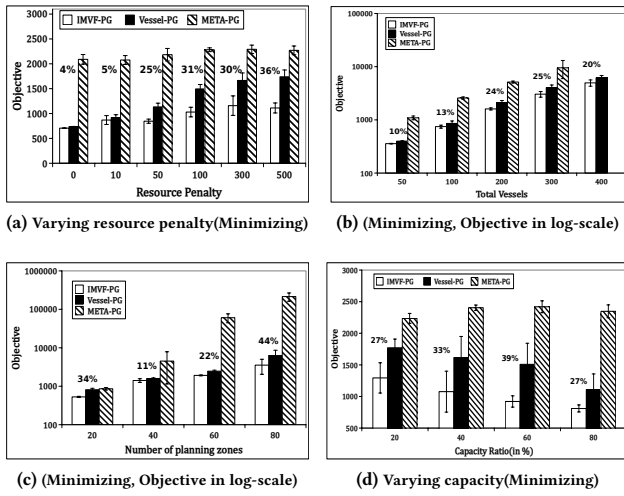 IMVF-PG
Vessel-PG
META-PG
3000
2500
2000
1500
1000
500
0
Objective
4%
5%
25%
31%
30%
36%
0 10 50 100 300 500
Resource Penalty
(a) Varying resource penalty(Minimizing)
IMVF-PG
Vessel-PG
META-PG
10000
1000
100
Objective
10%
13%
24%
25%
20%
50 100 200 300 400
Total Vessels
(b) (Minimizing, Objective in log-scale)
IMVF-PG
Vessel-PG
META-PG
1000000
100000
10000
1000
100
Objective
34%
11%
22%
44%
20 40 60 80
Number of planning zones
(c) (Minimizing, Objective in log-scale)
IMVF-PG Vessel-PG META-PG
3000
2500
2000
1500
1000
500
Objective
27%
33%
39%
27%
20 40 60 80
Capacity Ratio(in %)
(d) Varying capacity(Minimizing)